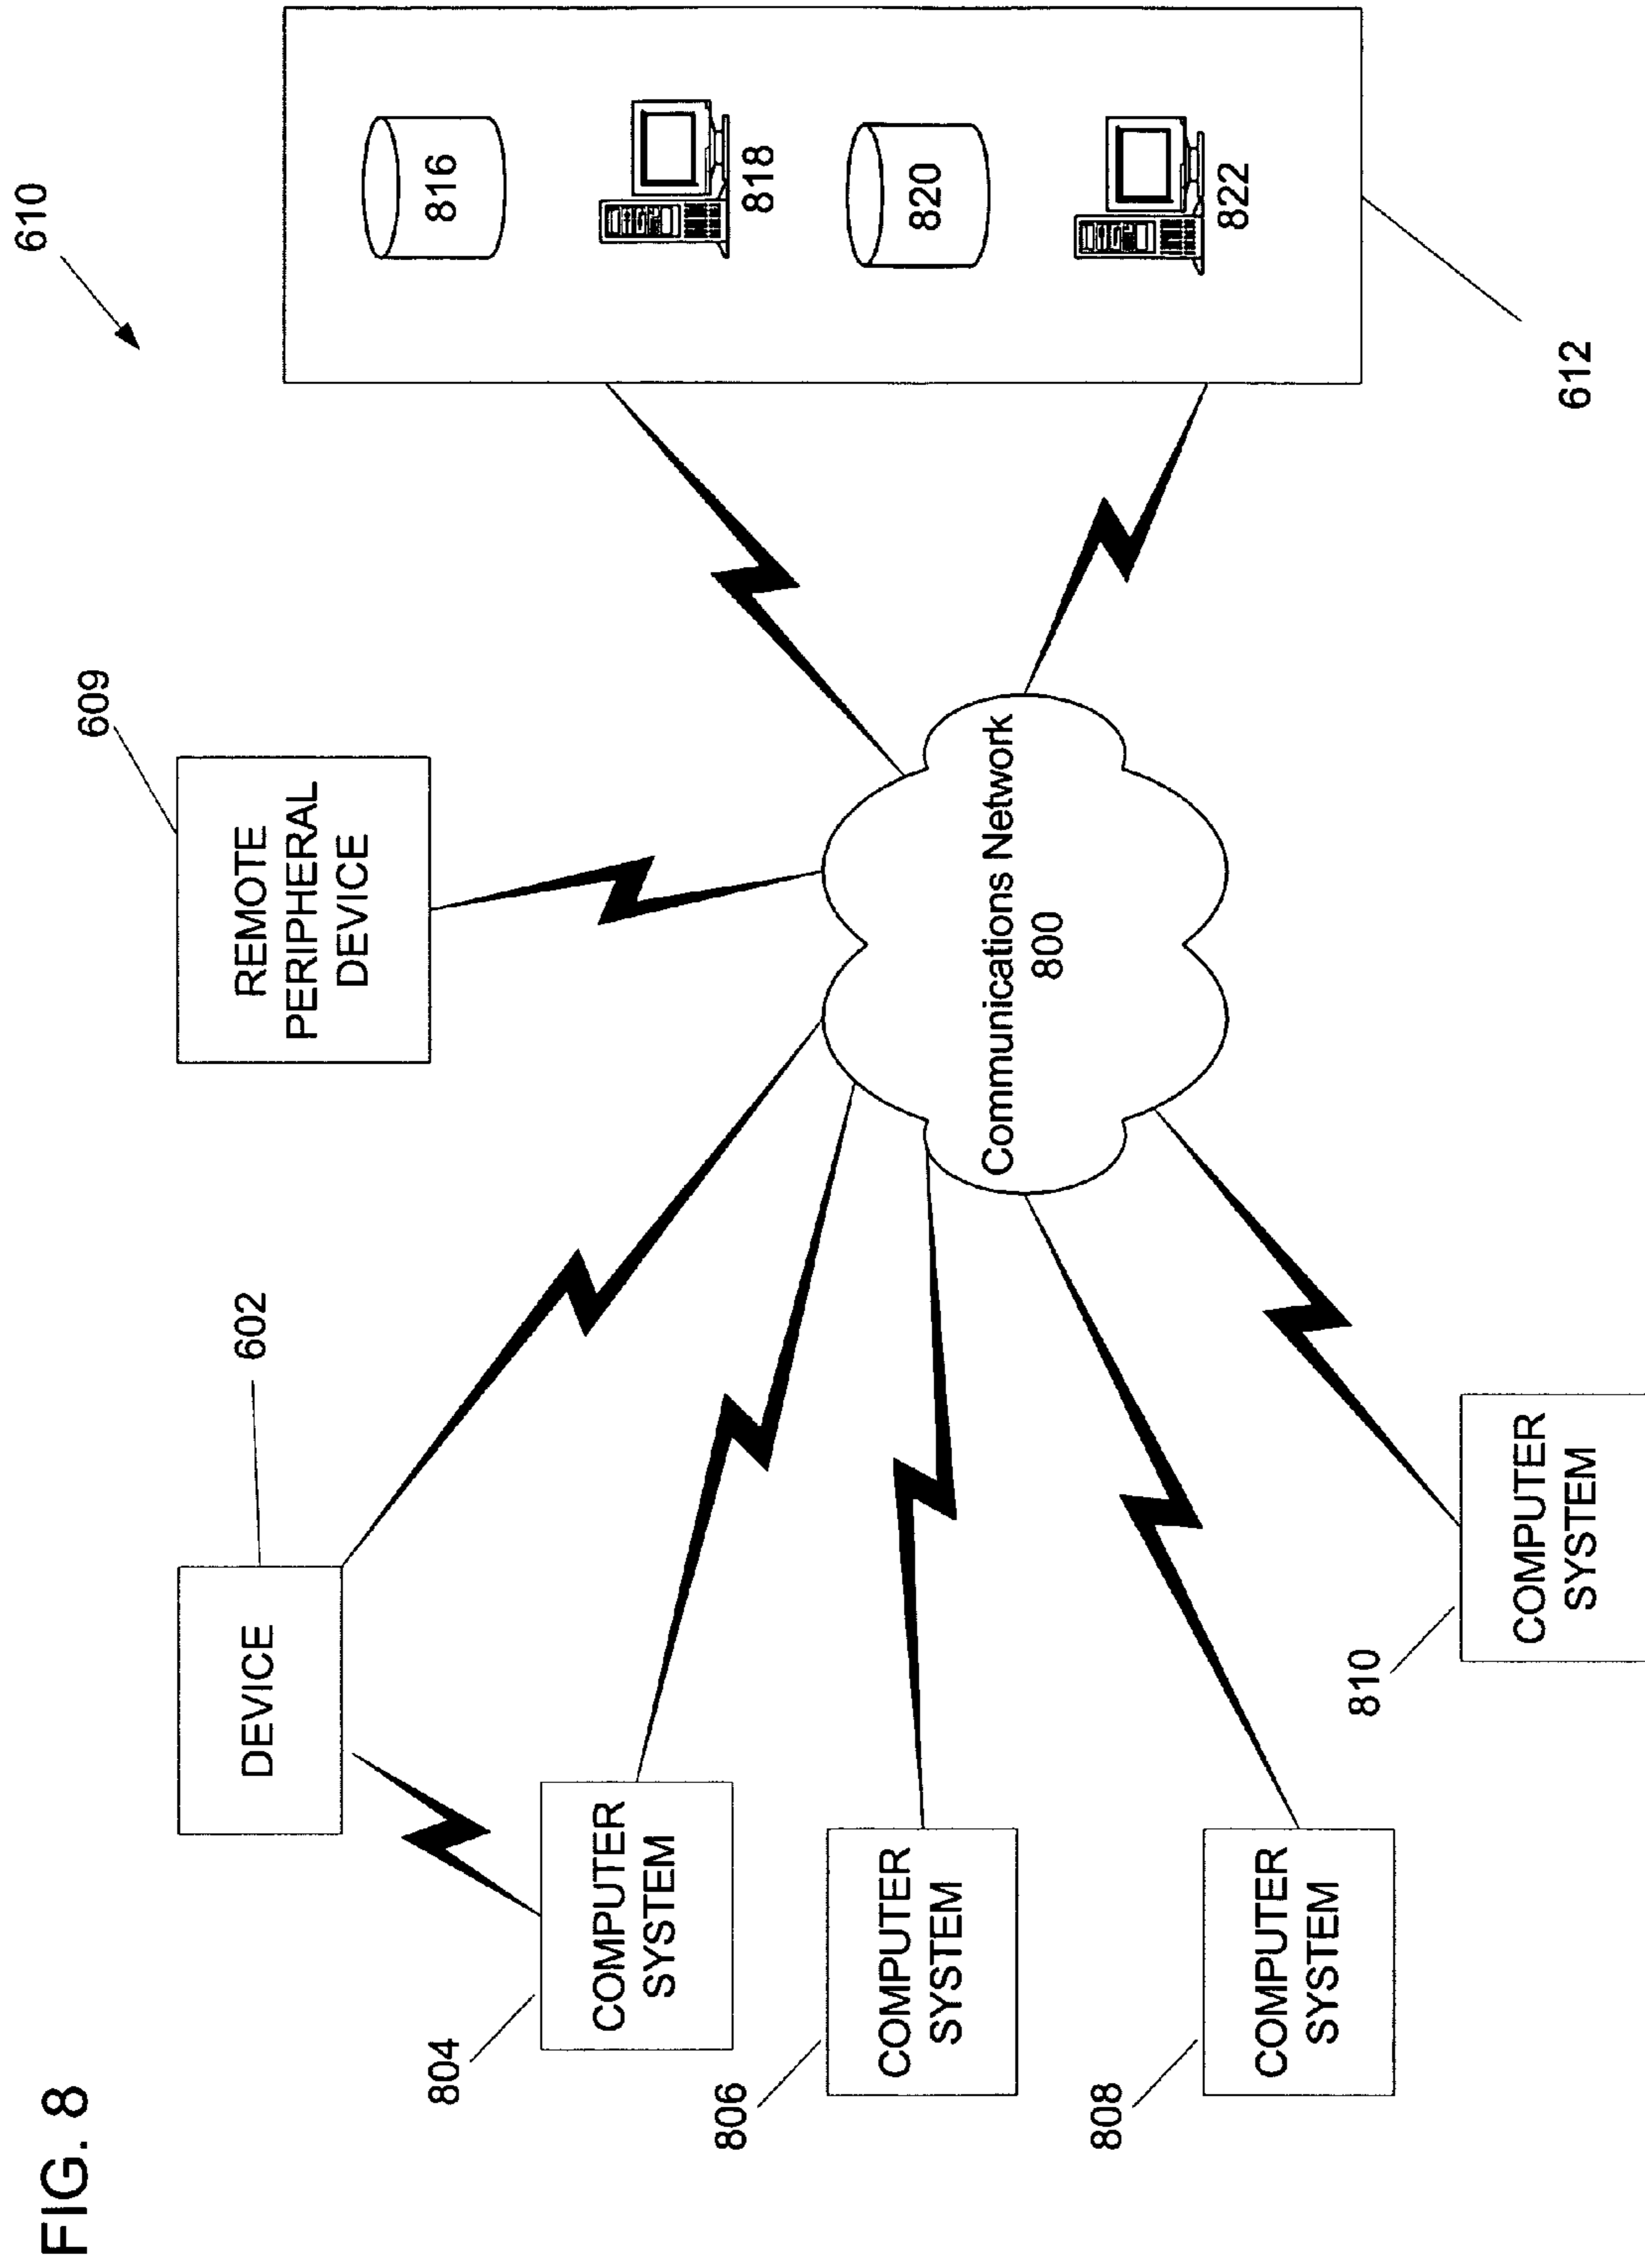 FIG. 8
610
609
602
REMOTE
PERIPHERAL
DEVICE
DEVICE
816
818
820
822
612
804
COMPUTER
SYSTEM
806
COMPUTER
SYSTEM
808
COMPUTER
SYSTEM
810
COMPUTER
SYSTEM
Communications Network
800